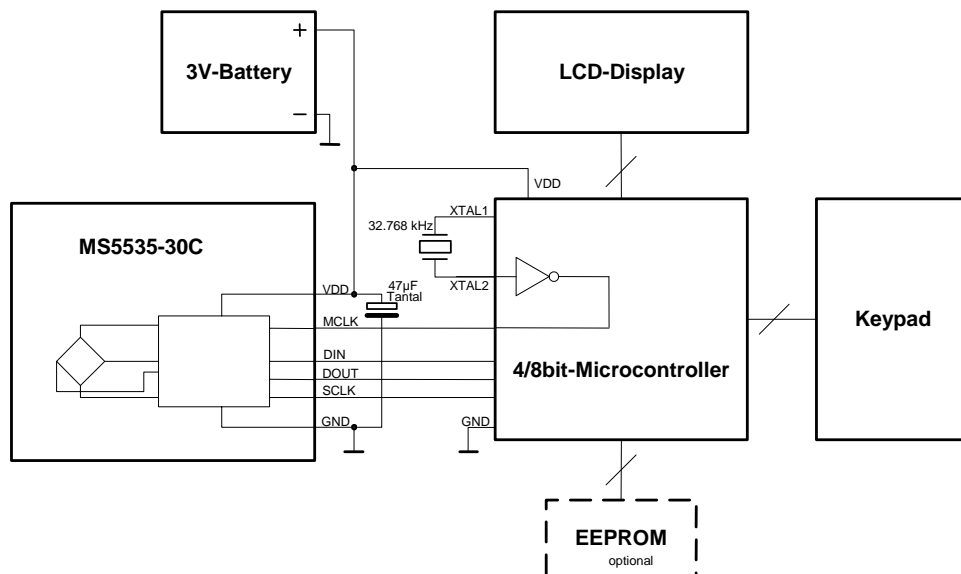 +
3V-Battery
−
LCD-Display
VDD
MS5535-30C
XTAL1
32.768 kHz
XTAL2
47µF
Tantal
VDD
MCLK
DIN
DOUT
SCLK
GND
GND
4/8bit-Microcontroller
Keypad
EEPROM
optional